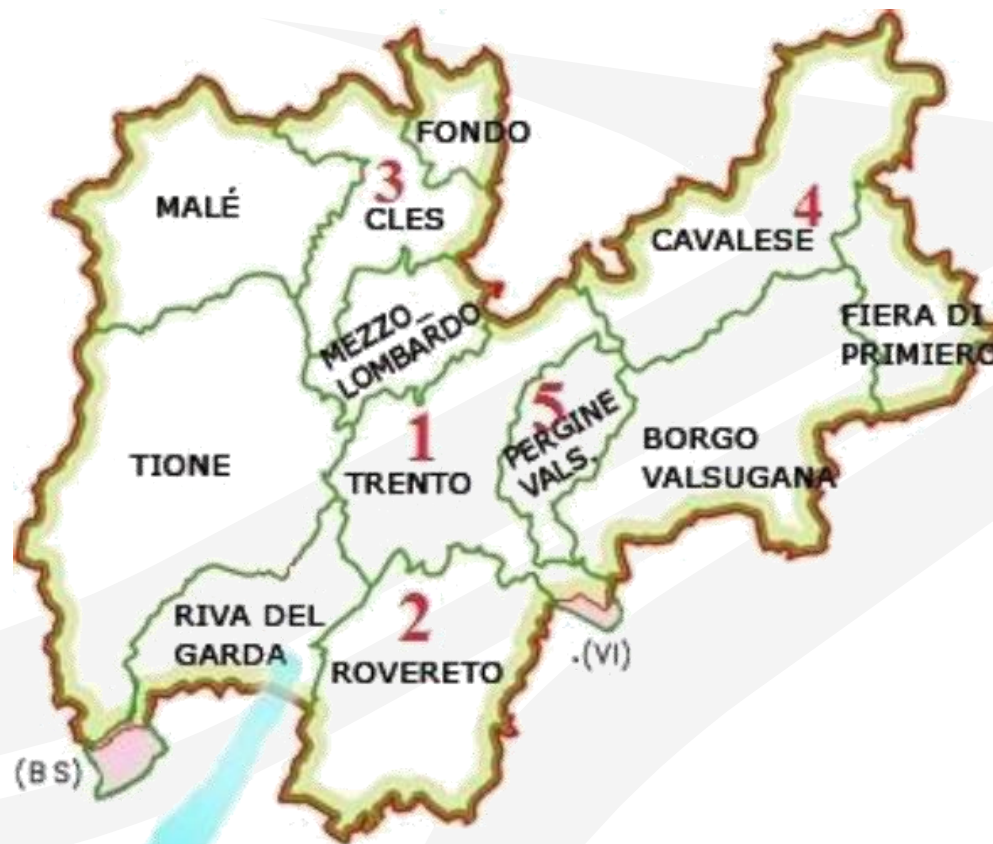 FONDO
3
MALÉ
CLES
4
CAVALESE
MEZZO_
LOMBARDO
FIERA DI
PRIMIERO
5
PERGINE
VALS.
1
TRENTO
TIONE
BORGO
VALSUGANA
RIVA DEL
GARDA
2
ROVERETO
.(VI)
(BS)